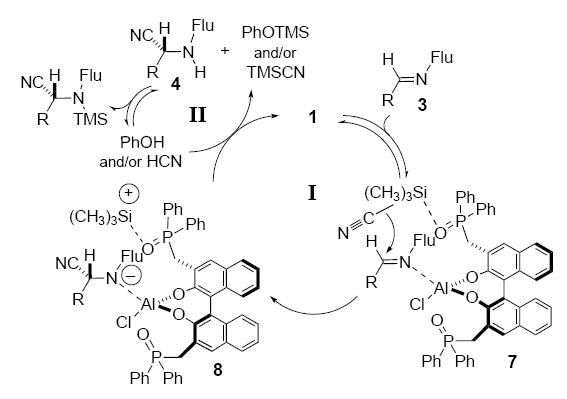 NC H Flu
N
R H
4
+
PhOTMS
and/or
TMSCN
NC H Flu
N
R TMS
II
PhOH
and/or HCN
1
H Flu
N
R 3
I
(CH₃)₃Si
Ph Ph
P
O
N≡C
H Flu
N
R
Al
Cl
O
O
O
P
Ph Ph
7
+
(CH₃)₃Si
Ph Ph
P
O
Flu
NC H
N −
R
Al
Cl
O
O
O
P
Ph Ph
8